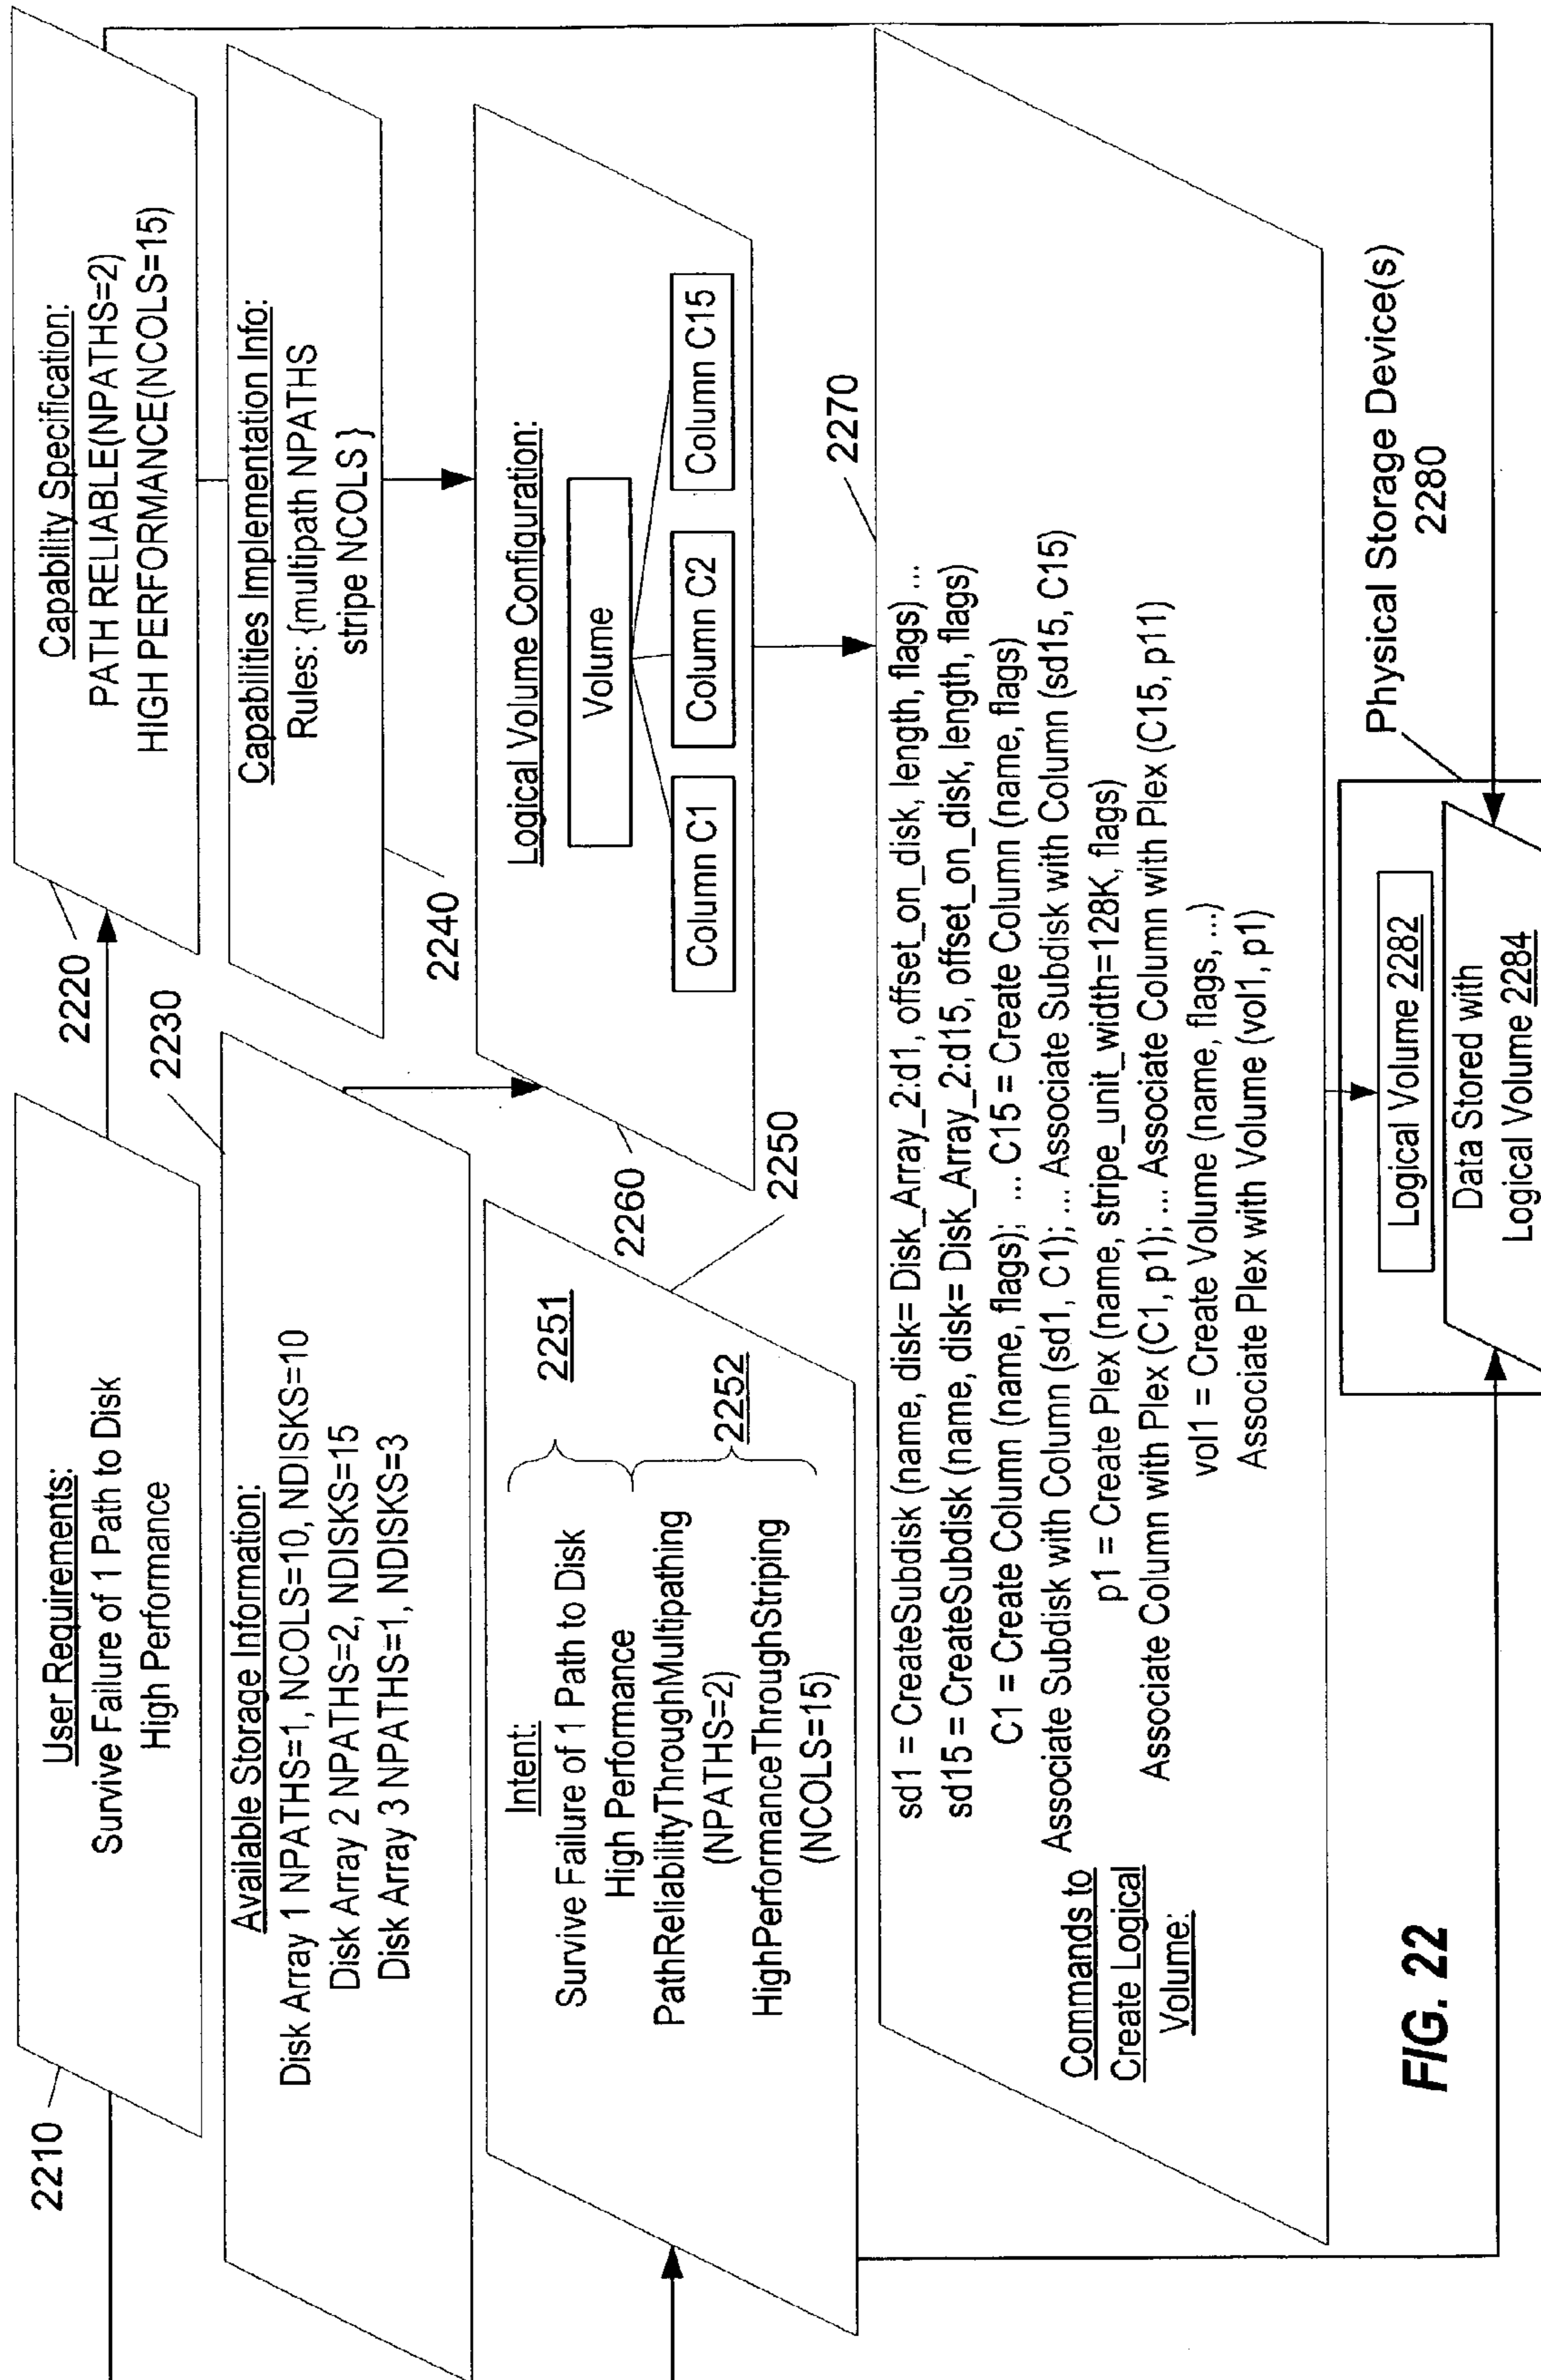 2210
User Requirements:
Survive Failure of 1 Path to Disk
High Performance
2220
Capability Specification:
PATH RELIABLE(NPATHS=2)
HIGH PERFORMANCE(NCOLS=15)
2230
Available Storage Information:
Disk Array 1 NPATHS=1, NCOLS=10, NDISKS=10
Disk Array 2 NPATHS=2, NDISKS=15
Disk Array 3 NPATHS=1, NDISKS=3
Capabilities Implementation Info:
Rules: {multipath NPATHS
stripe NCOLS }
2240
Intent:
Survive Failure of 1 Path to Disk
High Performance
PathReliabilityThroughMultipathing
(NPATHS=2)
HighPerformanceThroughStriping
(NCOLS=15)
2251
2252
2250
2260
Logical Volume Configuration:
Volume
Column C1
Column C2
Column C15
2270
Commands to
Create Logical
Volume:
sd1 = CreateSubdisk (name, disk= Disk_Array_2:d1, offset_on_disk, length, flags) ...
sd15 = CreateSubdisk (name, disk= Disk_Array_2:d15, offset_on_disk, length, flags)
C1 = Create Column (name, flags); ... C15 = Create Column (name, flags)
Associate Subdisk with Column (sd1, C1); ... Associate Subdisk with Column (sd15, C15)
p1 = Create Plex (name, stripe_unit_width=128K, flags)
Associate Column with Plex (C1, p1); ... Associate Column with Plex (C15, p11)
vol1 = Create Volume (name, flags, ...)
Associate Plex with Volume (vol1, p1)
Physical Storage Device(s)
2280
Logical Volume 2282
Data Stored with
Logical Volume 2284
FIG. 22